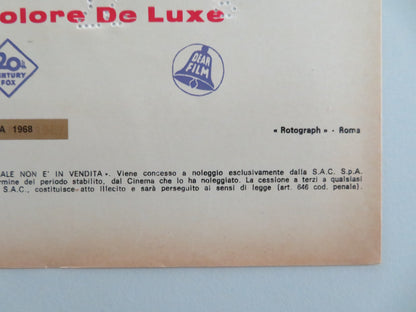 olore De Luxe
20th
CENTURY
FOX
DEAR
FILM
A 1968
« Rotograph » - Roma
ALE NON E' IN VENDITA ». Viene concesso a noleggio esclusivamente dalla S.A.C. S.p.A.
rmine del periodo stabilito, dal Cinema che lo ha noleggiato. La cessione a terzi a qualsiasi
S.A.C., costituisce atto illecito e sarà perseguito ai sensi di legge (art. 646 cod. penale).